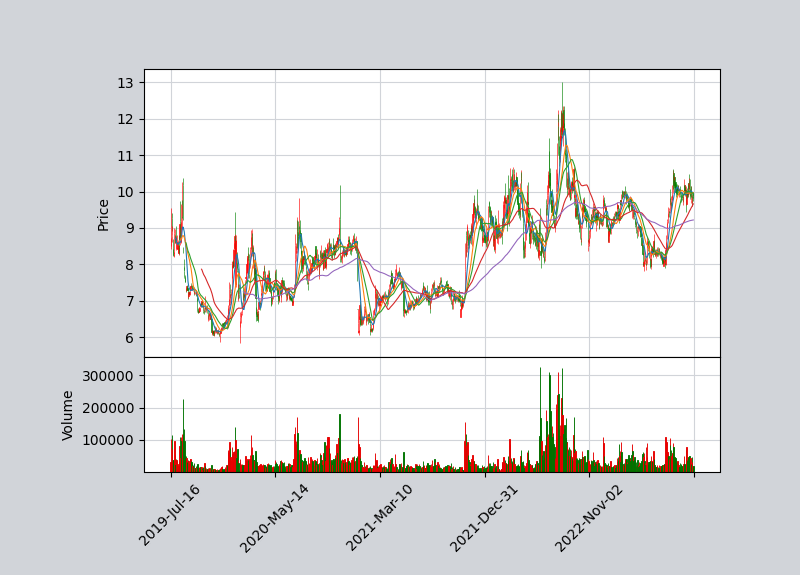 13
12
11
10
9
8
7
6
Price
300000
200000
100000
Volume
2019-Jul-16
2020-May-14
2021-Mar-10
2021-Dec-31
2022-Nov-02